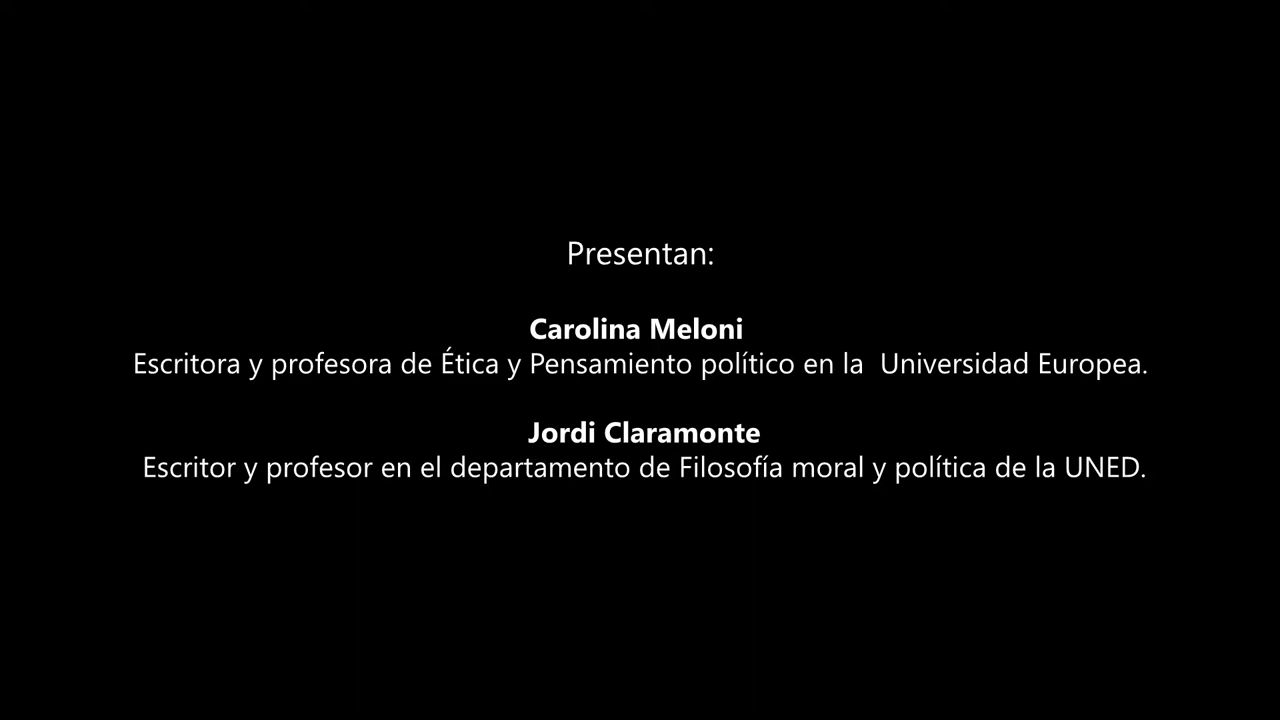 Presentan:
Carolina Meloni
Escritora y profesora de Ética y Pensamiento político en la  Universidad Europea.
Jordi Claramonte
Escritor y profesor en el departamento de Filosofía moral y política de la UNED.